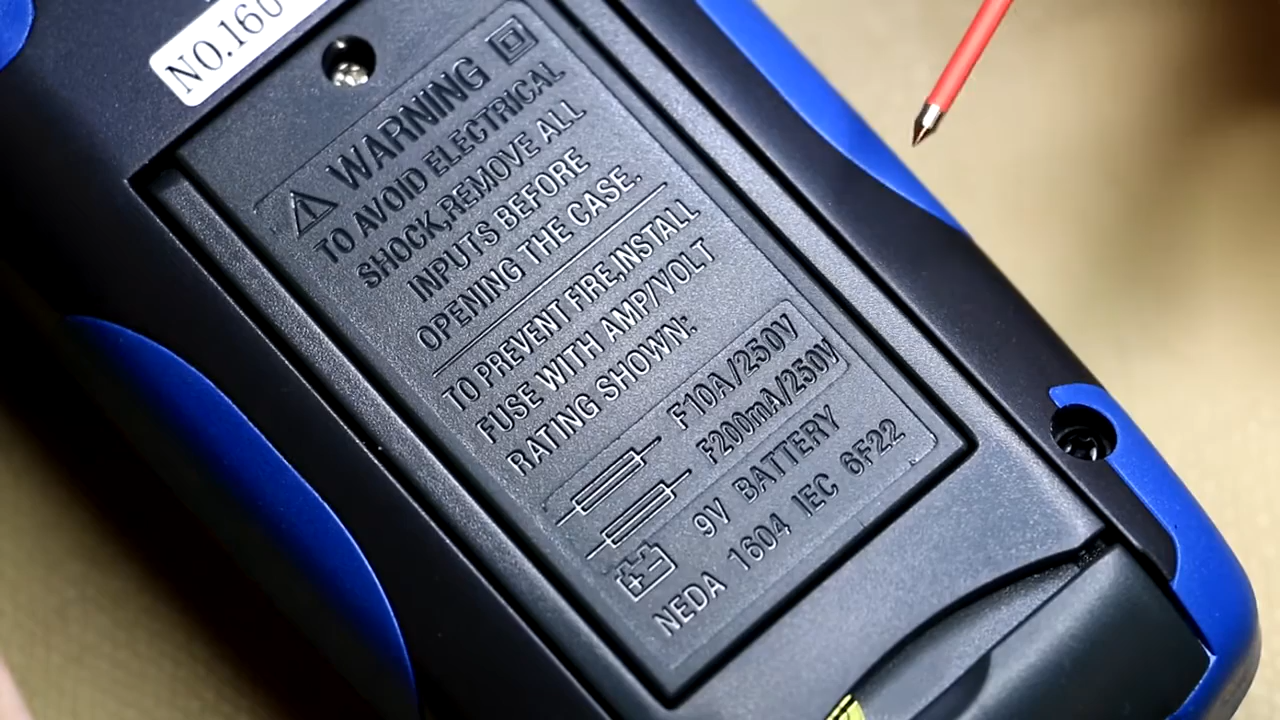 NO.160
WARNING
TO AVOID ELECTRICAL
SHOCK,REMOVE ALL
INPUTS BEFORE
OPENING THE CASE.
TO PREVENT FIRE,INSTALL
FUSE WITH AMP/VOLT
RATING SHOWN:
F10A/250V
F200mA/250V
9V BATTERY
NEDA 1604 IEC 6F22